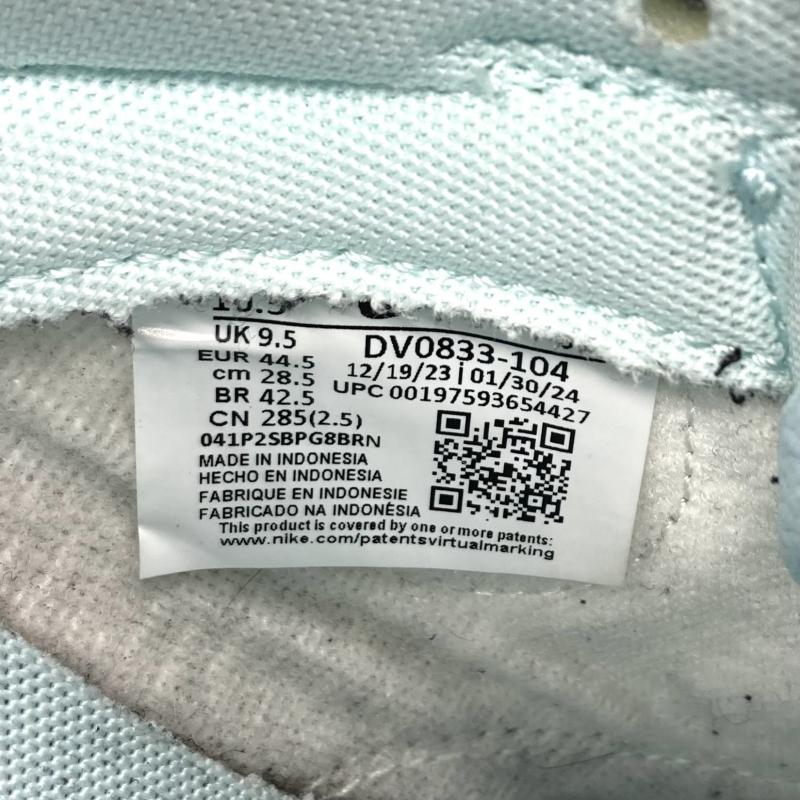 10.5
UK 9.5
EUR 44.5
cm 28.5
BR 42.5
CN 285(2.5)
DV0833-104
12/19/23 | 01/30/24
UPC 00197593654427
041P2SBPG8BRN
MADE IN INDONESIA
HECHO EN INDONESIA
FABRIQUE EN INDONESIE
FABRICADO NA INDONÉSIA
This product is covered by one or more patents:
www.nike.com/patentsvirtualmarking